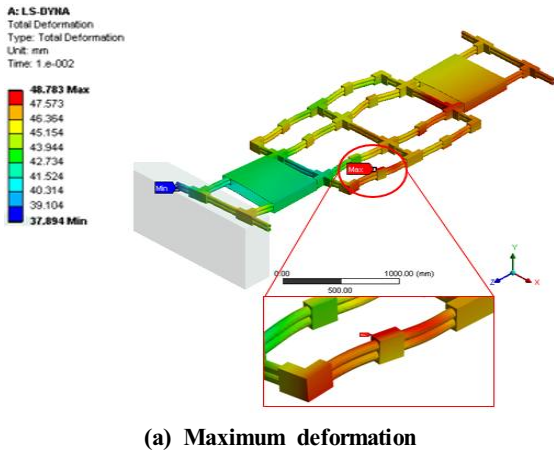 A: LS-DYNA
Total Deformation
Type: Total Deformation
Unit: mm
Time: 1.e-002
48.783 Max
47.573
46.364
45.154
43.944
42.734
41.524
40.314
39.104
37.894 Min
Min
Max
0.00
1000.00 (mm)
500.00
Y
Z
X
(a) Maximum deformation